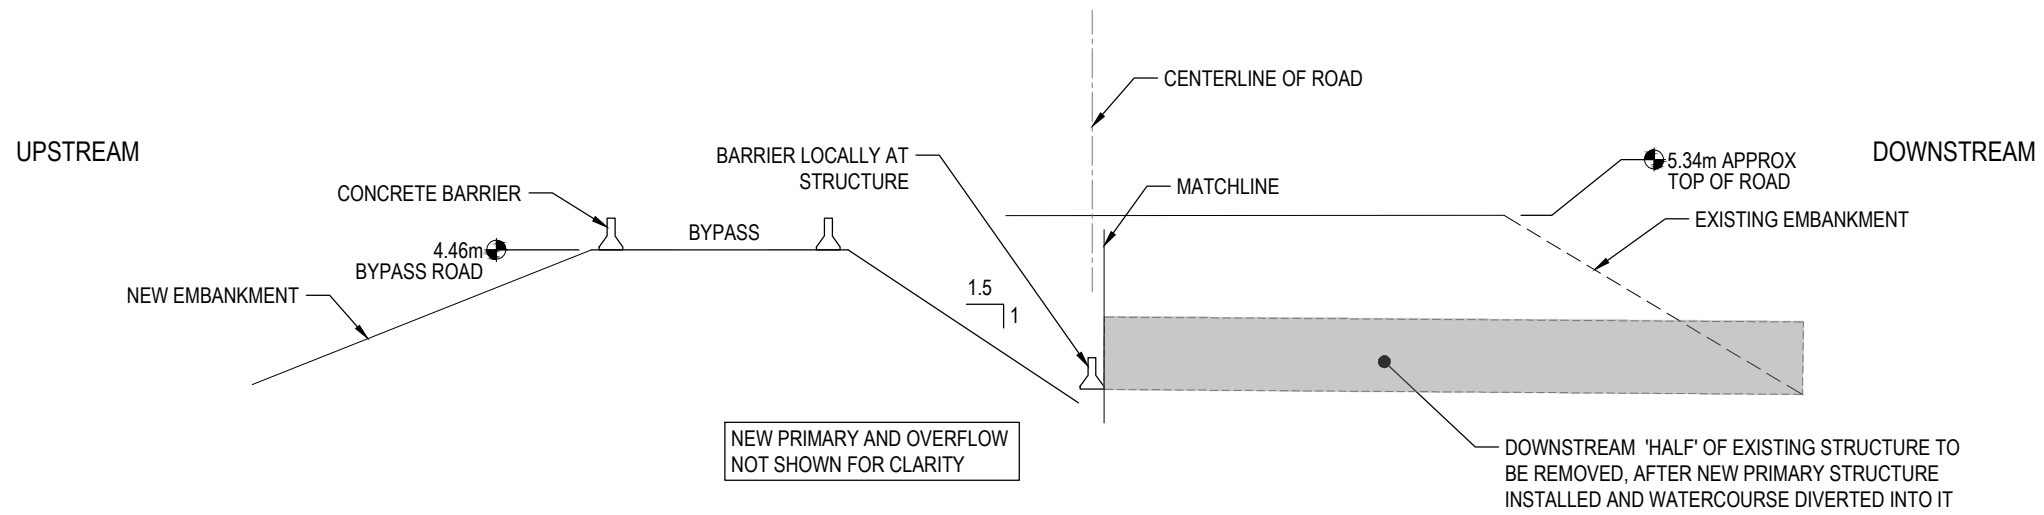 CENTERLINE OF ROAD
UPSTREAM
BARRIER LOCALLY AT
STRUCTURE
5.34m APPROX
TOP OF ROAD
DOWNSTREAM
CONCRETE BARRIER
MATCHLINE
EXISTING EMBANKMENT
BYPASS
4.46m
BYPASS ROAD
NEW EMBANKMENT
1.5
1
NEW PRIMARY AND OVERFLOW
NOT SHOWN FOR CLARITY
DOWNSTREAM 'HALF' OF EXISTING STRUCTURE TO
BE REMOVED, AFTER NEW PRIMARY STRUCTURE
INSTALLED AND WATERCOURSE DIVERTED INTO IT